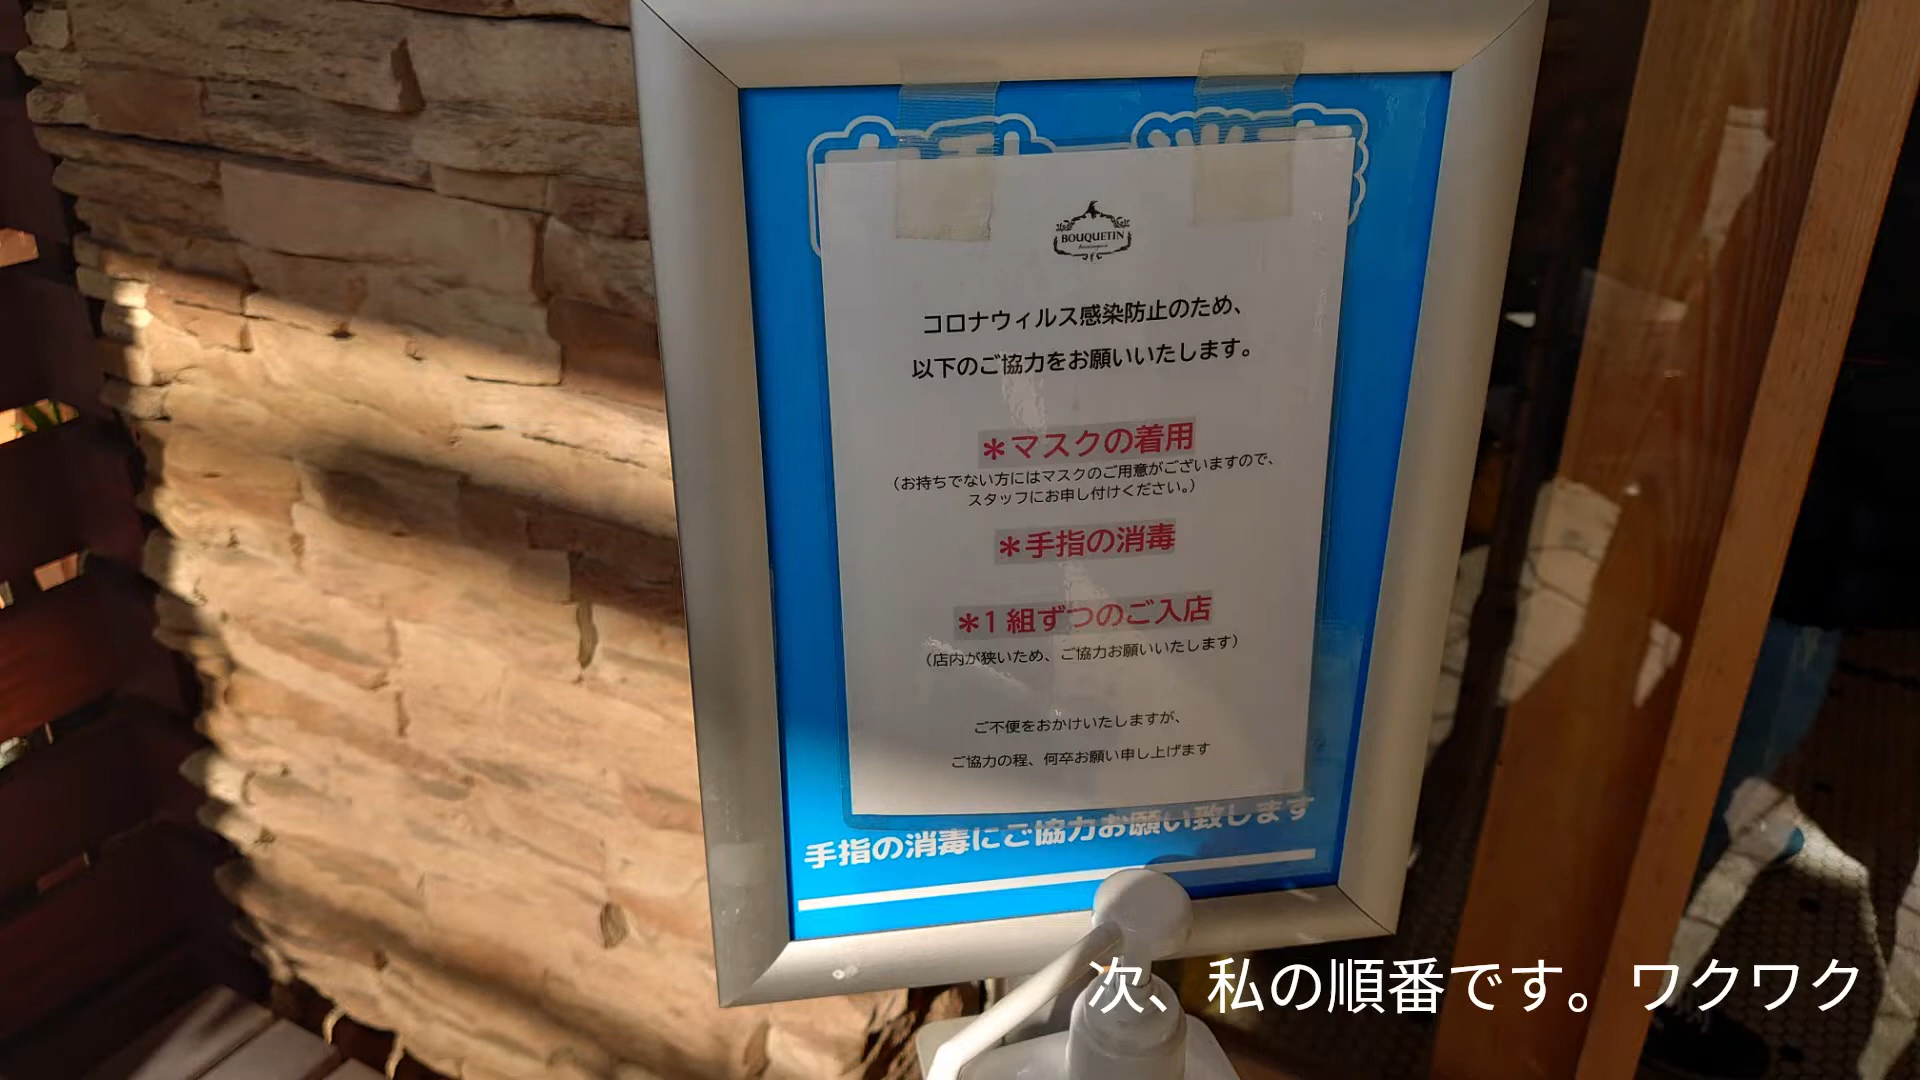 BOUQUETIN
コロナウィルス感染防止のため、
以下のご協力をお願いいたします。
＊マスクの着用
（お持ちでない方にはマスクのご用意がございますので、
スタッフにお申し付けください。）
＊手指の消毒
＊1 組ずつのご入店
（店内が狭いため、ご協力お願いいたします）
ご不便をおかけいたしますが、
ご協力の程、何卒お願い申し上げます
手指の消毒にご協力お願い致します
次、私の順番です。ワクワク